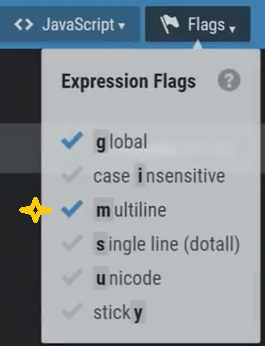 <> JavaScript ▾ Flags ▾
Expression Flags ?
global
case insensitive
multiline
single line (dotall)
unicode
sticky